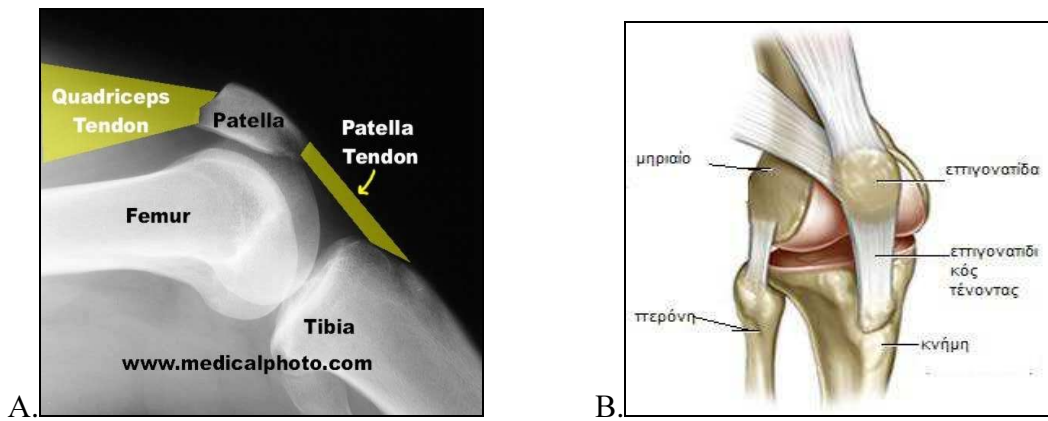 Quadriceps
Tendon
Patella
Patella
Tendon
Femur
Tibia
www.medicalphoto.com
A.
μηριαίο
επιγονατίδα
επιγονατιδι
κός
τένοντας
περόνη
κνήμη
B.